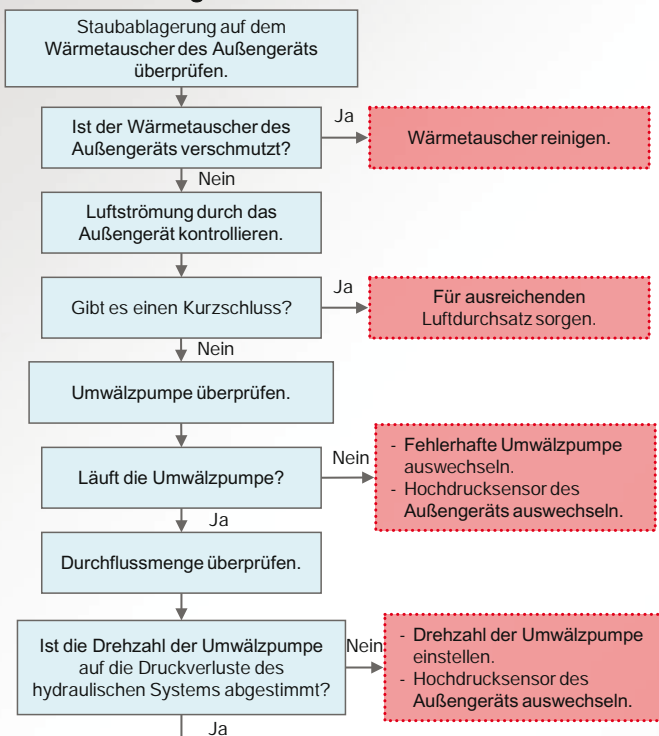 Staubablagerung auf dem
Wärmetauscher des Außengeräts
überprüfen.
Ist der Wärmetauscher des
Außengeräts verschmutzt?
Ja
Wärmetauscher reinigen.
Nein
Luftströmung durch das
Außengerät kontrollieren.
Gibt es einen Kurzschluss?
Ja
Für ausreichenden
Luftdurchsatz sorgen.
Nein
Umwälzpumpe überprüfen.
Läuft die Umwälzpumpe?
Nein
- Fehlerhafte Umwälzpumpe
auswechseln.
- Hochdrucksensor des
Außengeräts auswechseln.
Ja
Durchflussmenge überprüfen.
Ist die Drehzahl der Umwälzpumpe
auf die Druckverluste des
hydraulischen Systems abgestimmt?
Nein
- Drehzahl der Umwälzpumpe
einstellen.
- Hochdrucksensor des
Außengeräts auswechseln.
Ja